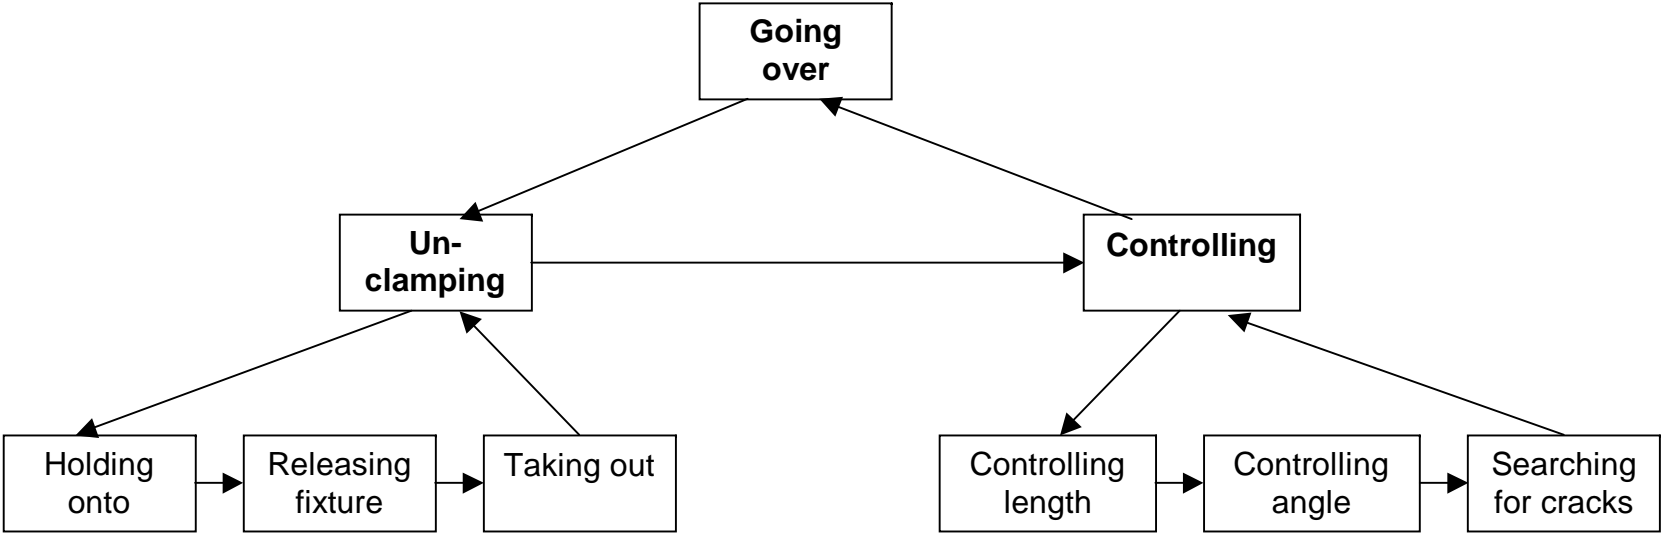 Going
over
Un-
clamping
Controlling
Holding
onto
Releasing
fixture
Taking out
Controlling
length
Controlling
angle
Searching
for cracks